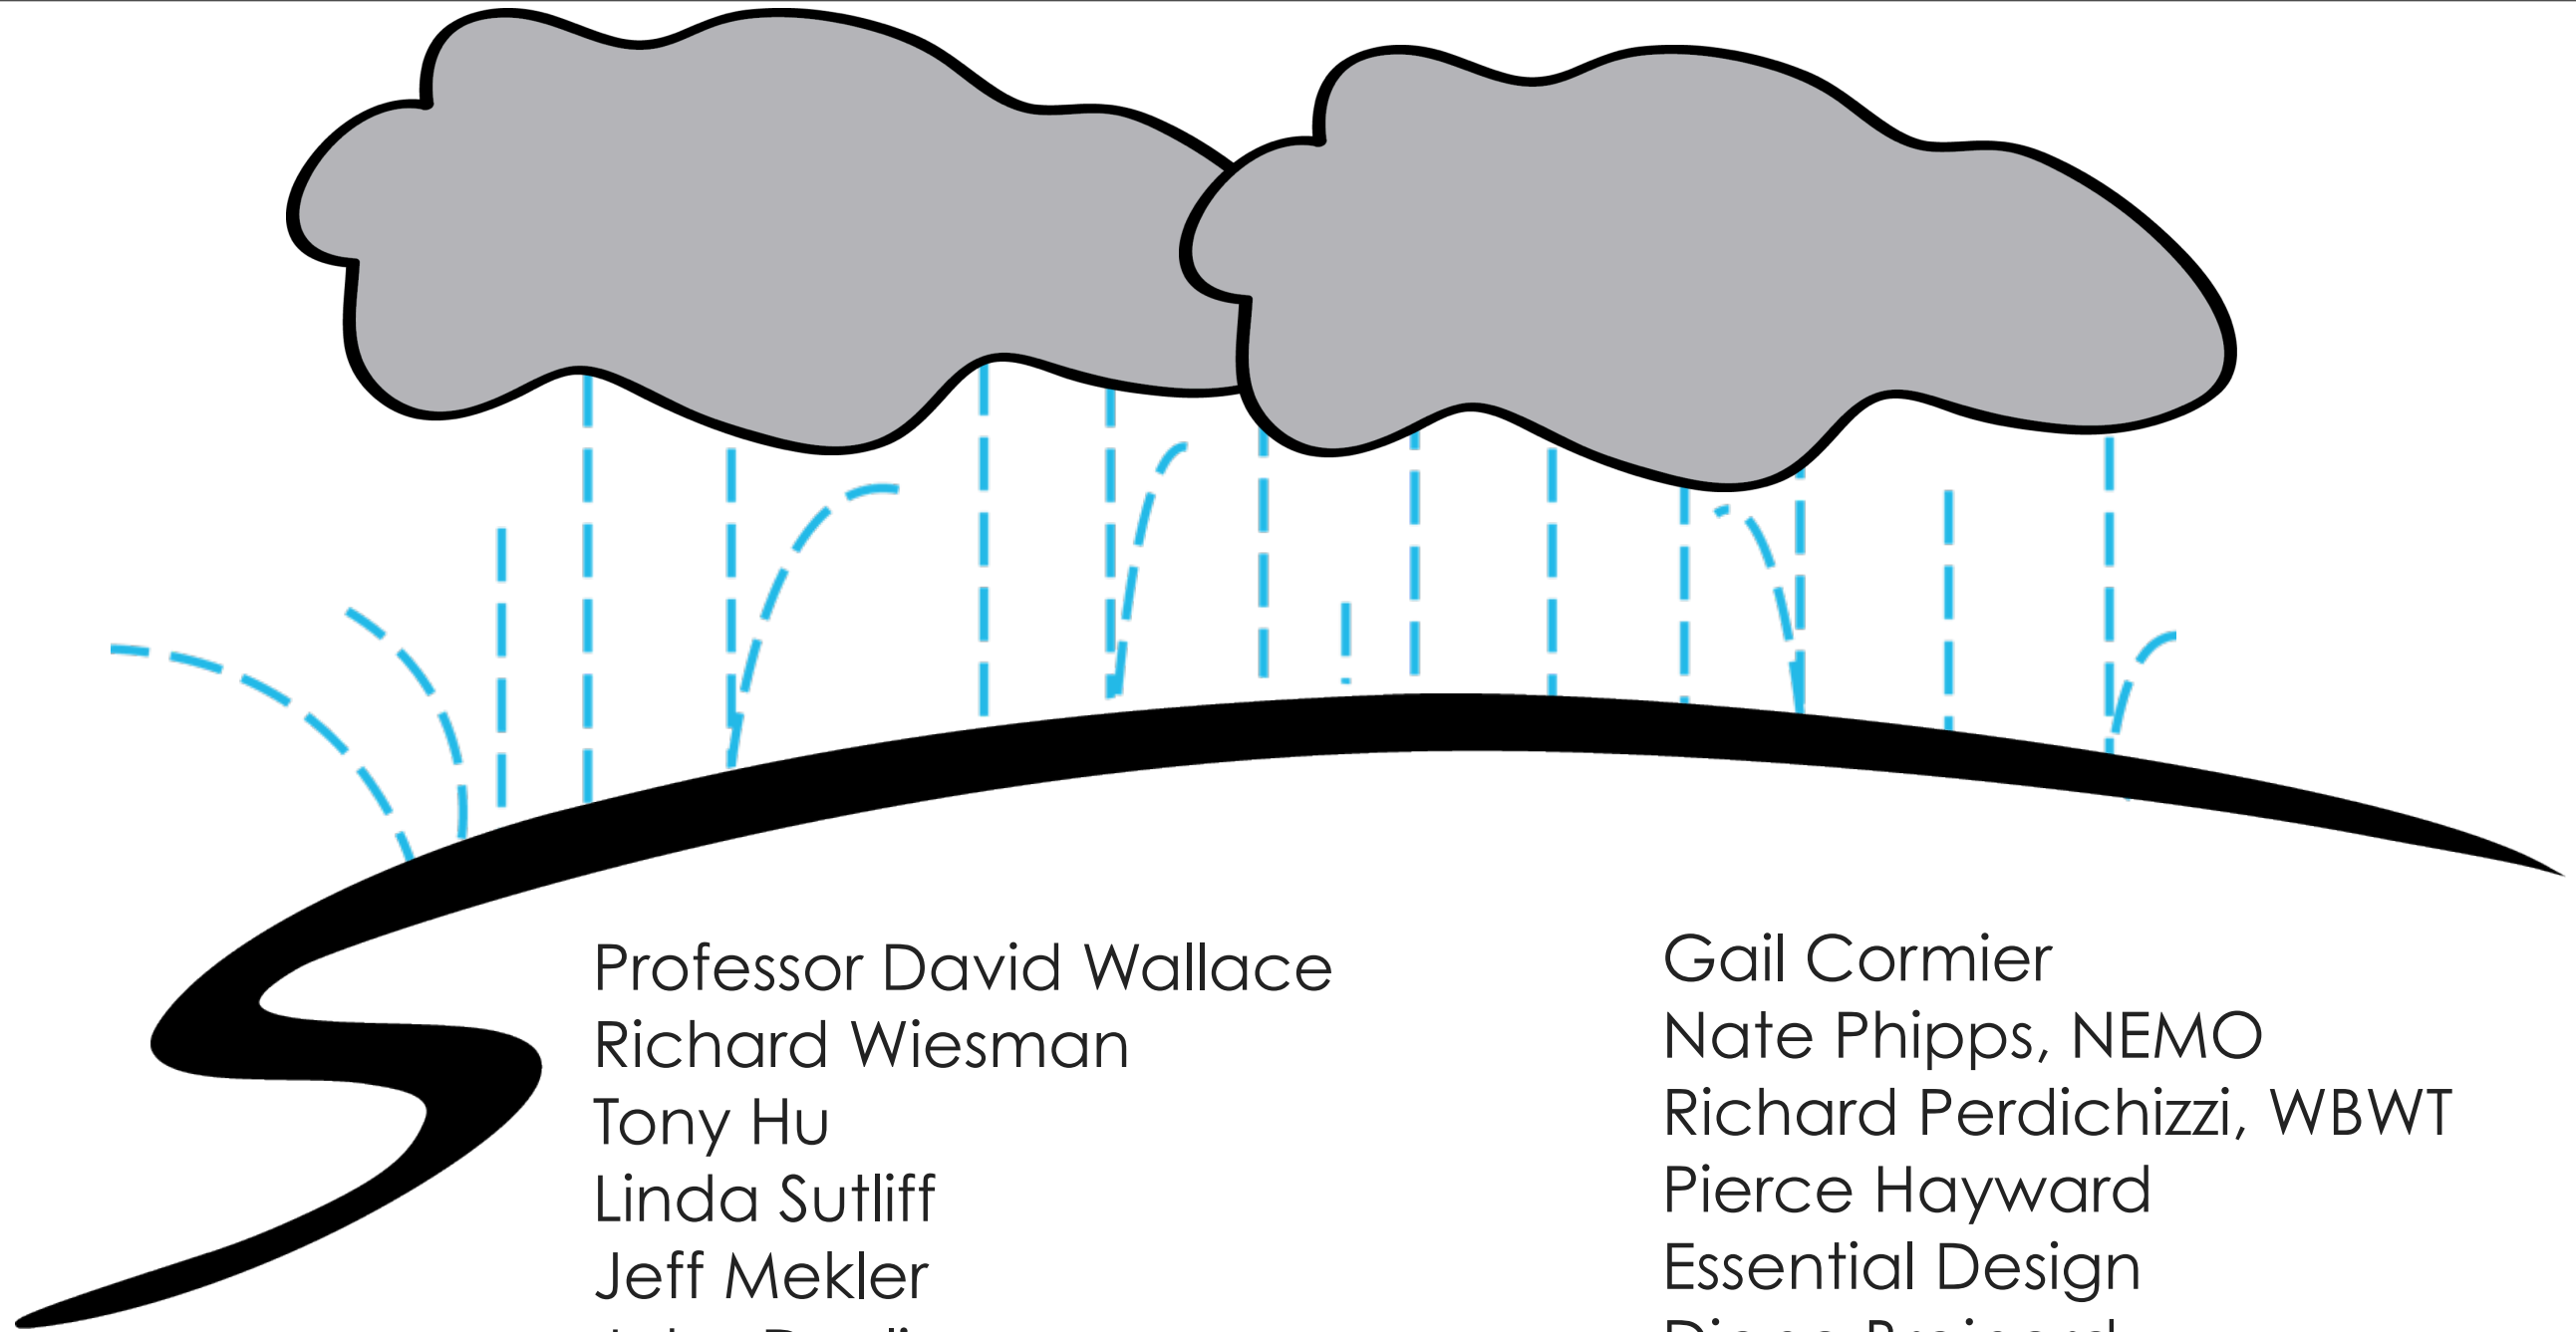 Professor David Wallace
Richard Wiesman
Tony Hu
Linda Sutliff
Jeff Mekler
Gail Cormier
Nate Phipps, NEMO
Richard Perdichizzi, WBWT
Pierce Hayward
Essential Design